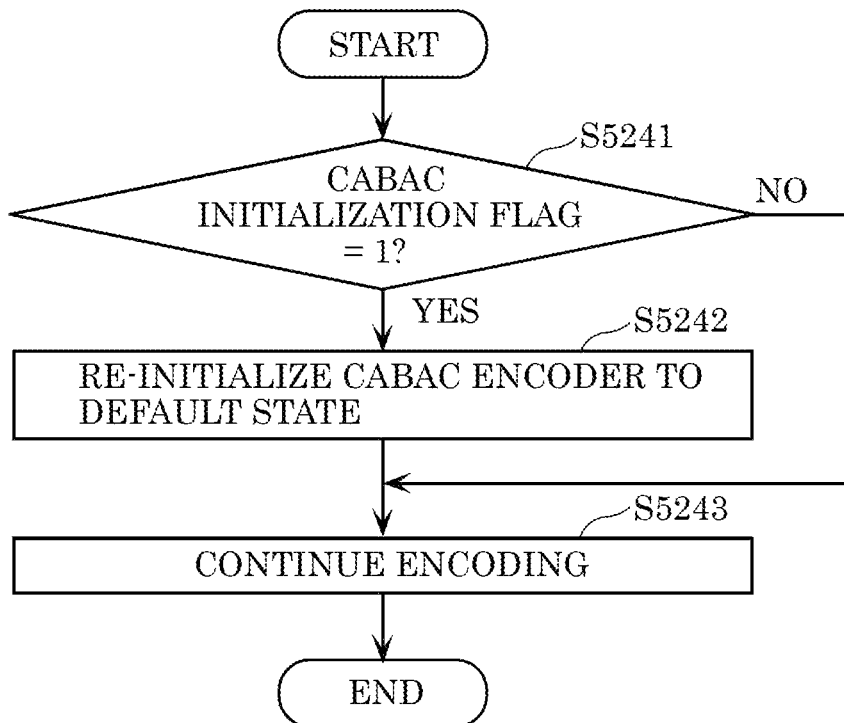 START
S5241
CABAC
INITIALIZATION FLAG
= 1?
NO
YES
S5242
RE-INITIALIZE CABAC ENCODER TO
DEFAULT STATE
S5243
CONTINUE ENCODING
END